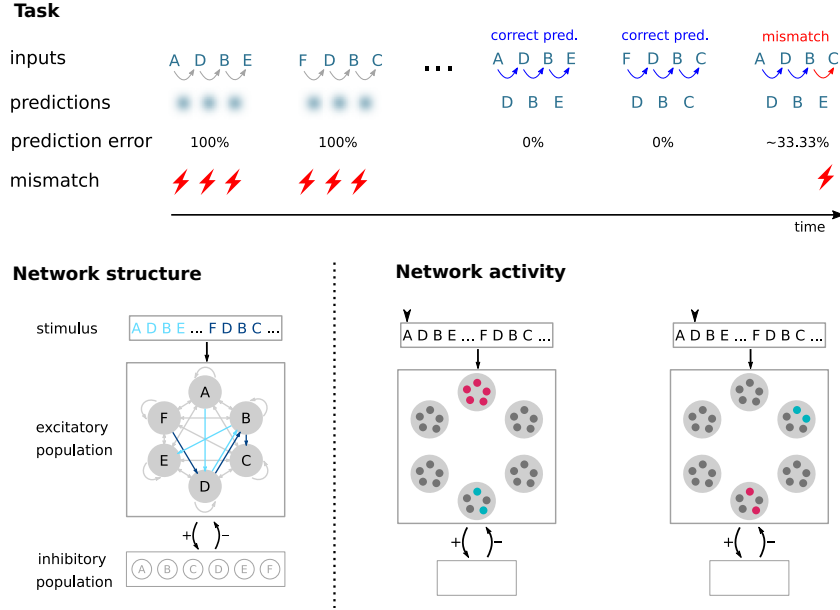 Task
correct pred. correct pred. mismatch
inputs A D B E F D B C ... A D B E F D B C A D B C
predictions D B E D B C D B E
prediction error 100% 100% 0% 0% ~33.33%
mismatch
time
Network structure
stimulus A D B E ... F D B C ...
A
F B
excitatory
population
E C
D
+ −
inhibitory
population
A B C D E F
Network activity
A D B E ... F D B C ... A D B E ... F D B C ...
+ − + −